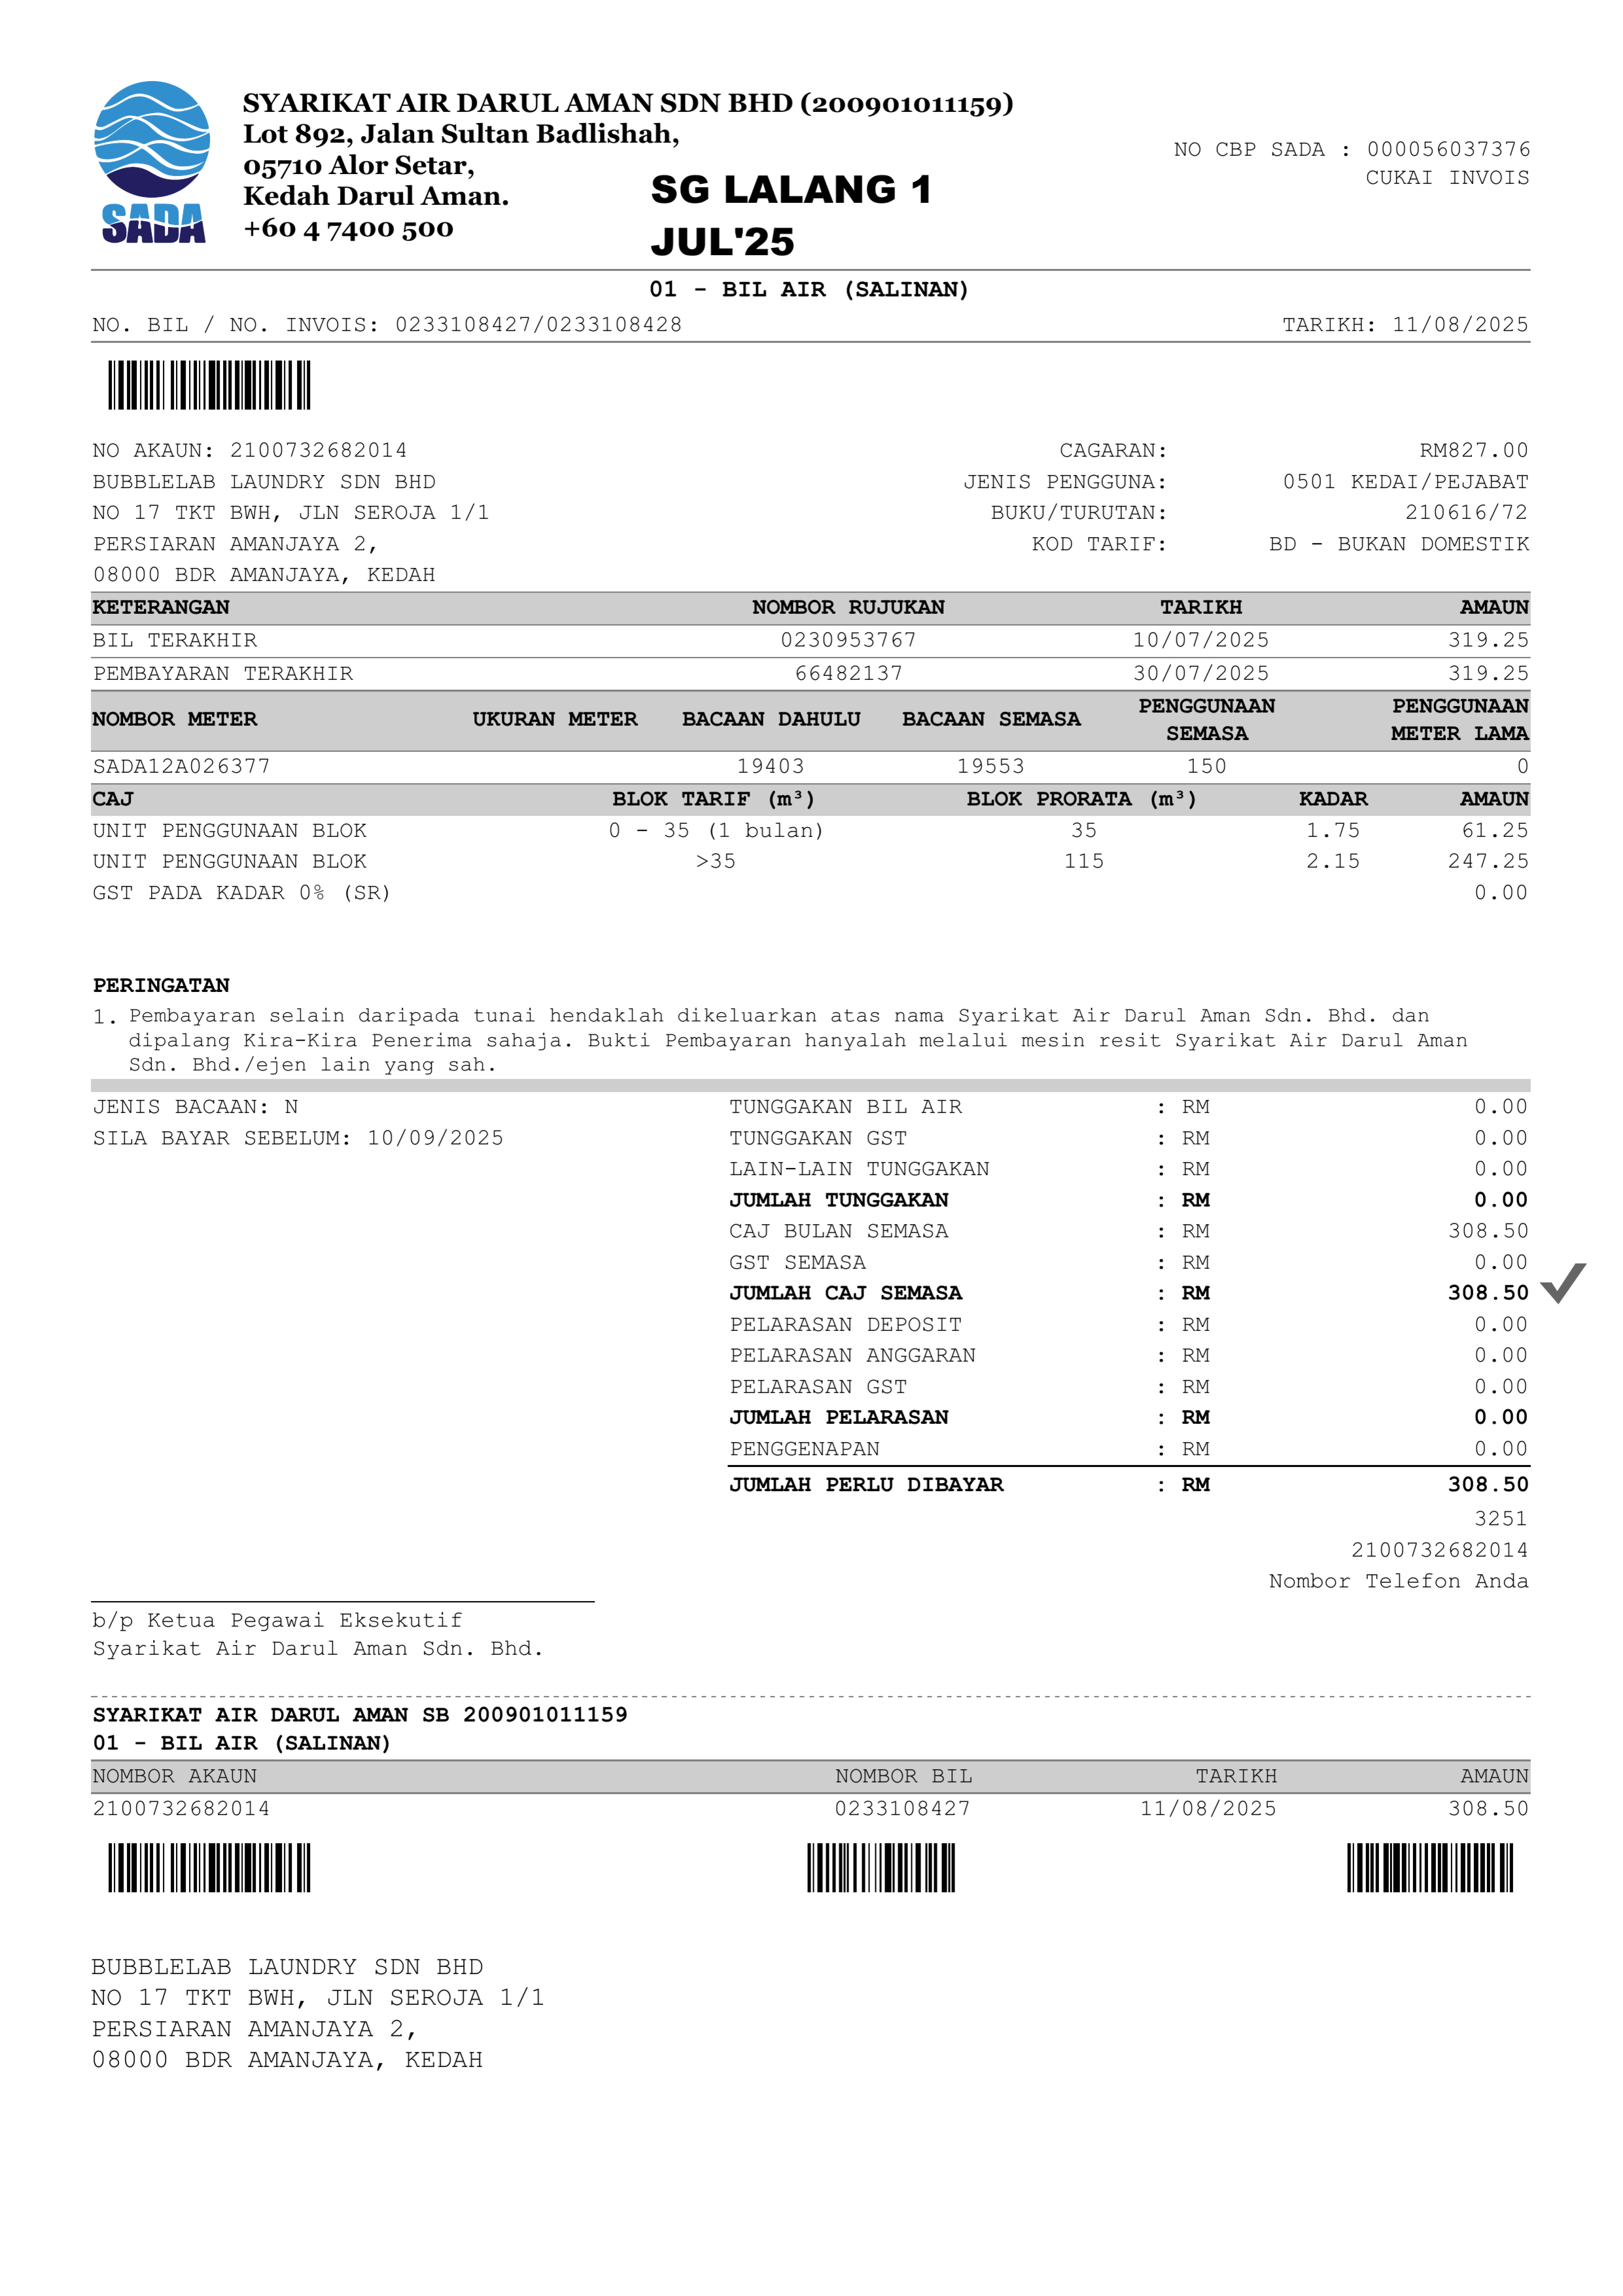 SYARIKAT AIR DARUL AMAN SDN BHD (200901011159)
Lot 892, Jalan Sultan Badlishah,
05710 Alor Setar,
Kedah Darul Aman.
+60 4 7400 500
SADA
SG LALANG 1
JUL'25
NO CBP SADA : 000056037376
CUKAI INVOIS
01 - BIL AIR (SALINAN)
NO. BIL / NO. INVOIS: 0233108427/0233108428 TARIKH: 11/08/2025
NO AKAUN: 2100732682014 CAGARAN: RM827.00
BUBBLELAB LAUNDRY SDN BHD JENIS PENGGUNA: 0501 KEDAI/PEJABAT
NO 17 TKT BWH, JLN SEROJA 1/1 BUKU/TURUTAN: 210616/72
PERSIARAN AMANJAYA 2, KOD TARIF: BD - BUKAN DOMESTIK
08000 BDR AMANJAYA, KEDAH
KETERANGAN NOMBOR RUJUKAN TARIKH AMAUN
BIL TERAKHIR 0230953767 10/07/2025 319.25
PEMBAYARAN TERAKHIR 66482137 30/07/2025 319.25
NOMBOR METER UKURAN METER BACAAN DAHULU BACAAN SEMASA PENGGUNAAN SEMASA PENGGUNAAN METER LAMA
SADA12A026377 19403 19553 150 0
CAJ BLOK TARIF (m³) BLOK PRORATA (m³) KADAR AMAUN
UNIT PENGGUNAAN BLOK 0 - 35 (1 bulan) 35 1.75 61.25
UNIT PENGGUNAAN BLOK >35 115 2.15 247.25
GST PADA KADAR 0% (SR) 0.00
PERINGATAN
1. Pembayaran selain daripada tunai hendaklah dikeluarkan atas nama Syarikat Air Darul Aman Sdn. Bhd. dan
dipalang Kira-Kira Penerima sahaja. Bukti Pembayaran hanyalah melalui mesin resit Syarikat Air Darul Aman
Sdn. Bhd./ejen lain yang sah.
JENIS BACAAN: N TUNGGAKAN BIL AIR : RM 0.00
SILA BAYAR SEBELUM: 10/09/2025 TUNGGAKAN GST : RM 0.00
LAIN-LAIN TUNGGAKAN : RM 0.00
JUMLAH TUNGGAKAN : RM 0.00
CAJ BULAN SEMASA : RM 308.50
GST SEMASA : RM 0.00
JUMLAH CAJ SEMASA : RM 308.50
PELARASAN DEPOSIT : RM 0.00
PELARASAN ANGGARAN : RM 0.00
PELARASAN GST : RM 0.00
JUMLAH PELARASAN : RM 0.00
PENGGENAPAN : RM 0.00
JUMLAH PERLU DIBAYAR : RM 308.50
3251
2100732682014
Nombor Telefon Anda
b/p Ketua Pegawai Eksekutif
Syarikat Air Darul Aman Sdn. Bhd.
SYARIKAT AIR DARUL AMAN SB 200901011159
01 - BIL AIR (SALINAN)
NOMBOR AKAUN NOMBOR BIL TARIKH AMAUN
2100732682014 0233108427 11/08/2025 308.50
BUBBLELAB LAUNDRY SDN BHD
NO 17 TKT BWH, JLN SEROJA 1/1
PERSIARAN AMANJAYA 2,
08000 BDR AMANJAYA, KEDAH